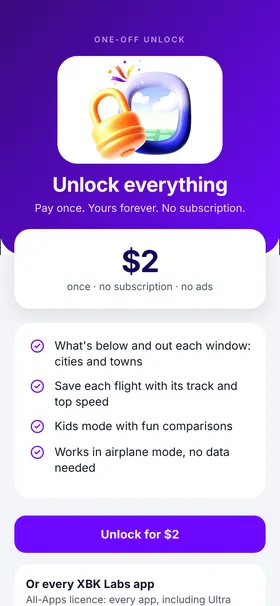 ONE-OFF UNLOCK
Unlock everything
Pay once. Yours forever. No subscription.
$2
once · no subscription · no ads
What's below and out each window:
cities and towns
Save each flight with its track and
top speed
Kids mode with fun comparisons
Works in airplane mode, no data
needed
Unlock for $2
Or every XBK Labs app
All-Apps licence: every app, including Ultra